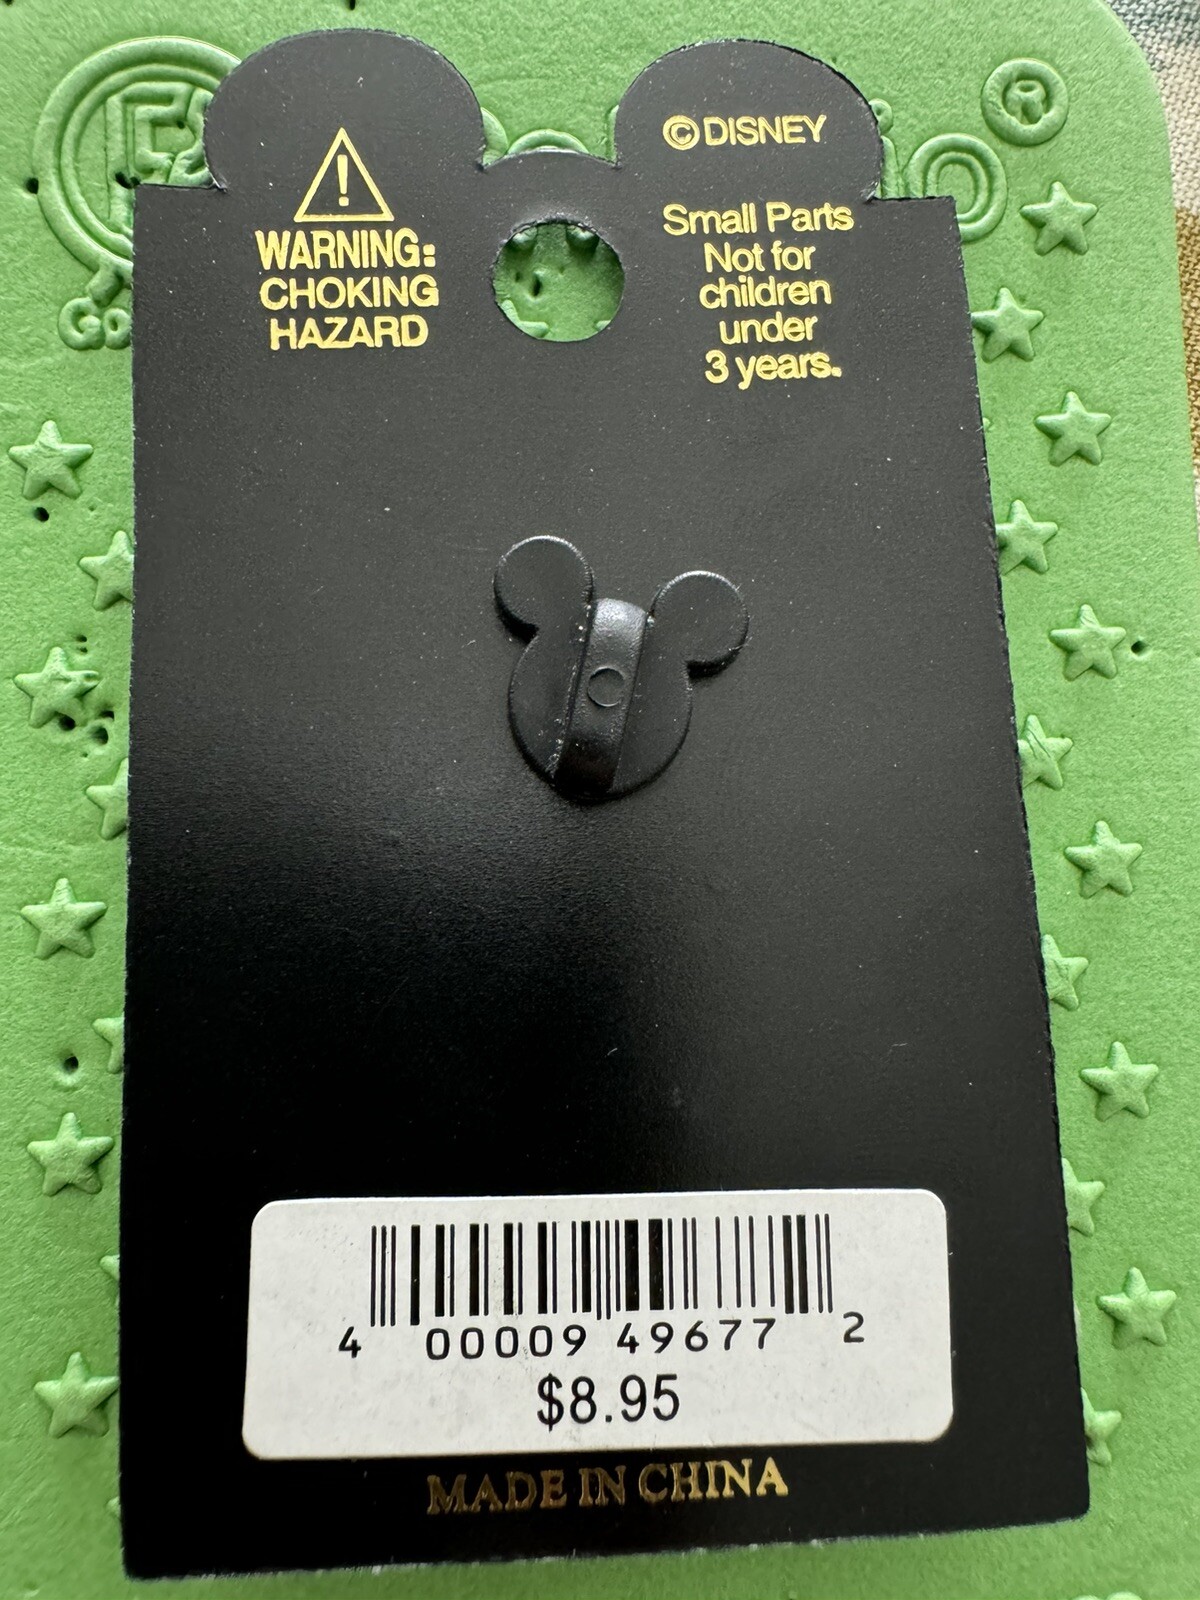 WARNING:
CHOKING
HAZARD
© DISNEY
Small Parts
Not for
children
under
3 years.
4 00009 49677 2
$8.95
MADE IN CHINA
®
Go